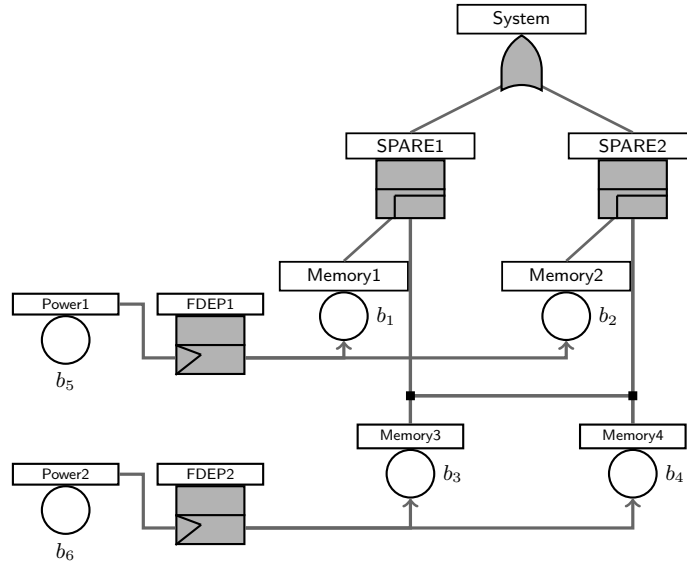 System
SPARE1
SPARE2
Memory1
Memory2
b1
b2
Power1
FDEP1
b5
Memory3
Memory4
b3
b4
Power2
FDEP2
b6